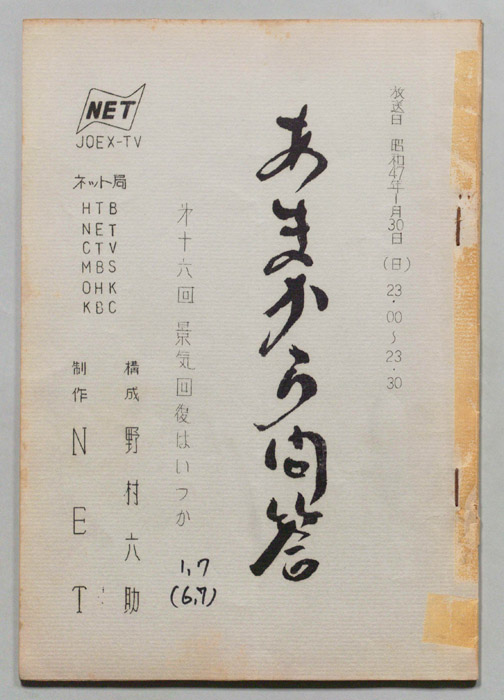 放送日 昭和47年1月30日(日)23・00〜23・30
あまから問答
第十六回 景気回復はいつか
1,7
(6,7)
NET
JOEX-TV
ネット局
HTB
NET
CTV
MBS
OHK
KBC
構成 野村六助
制作 NET